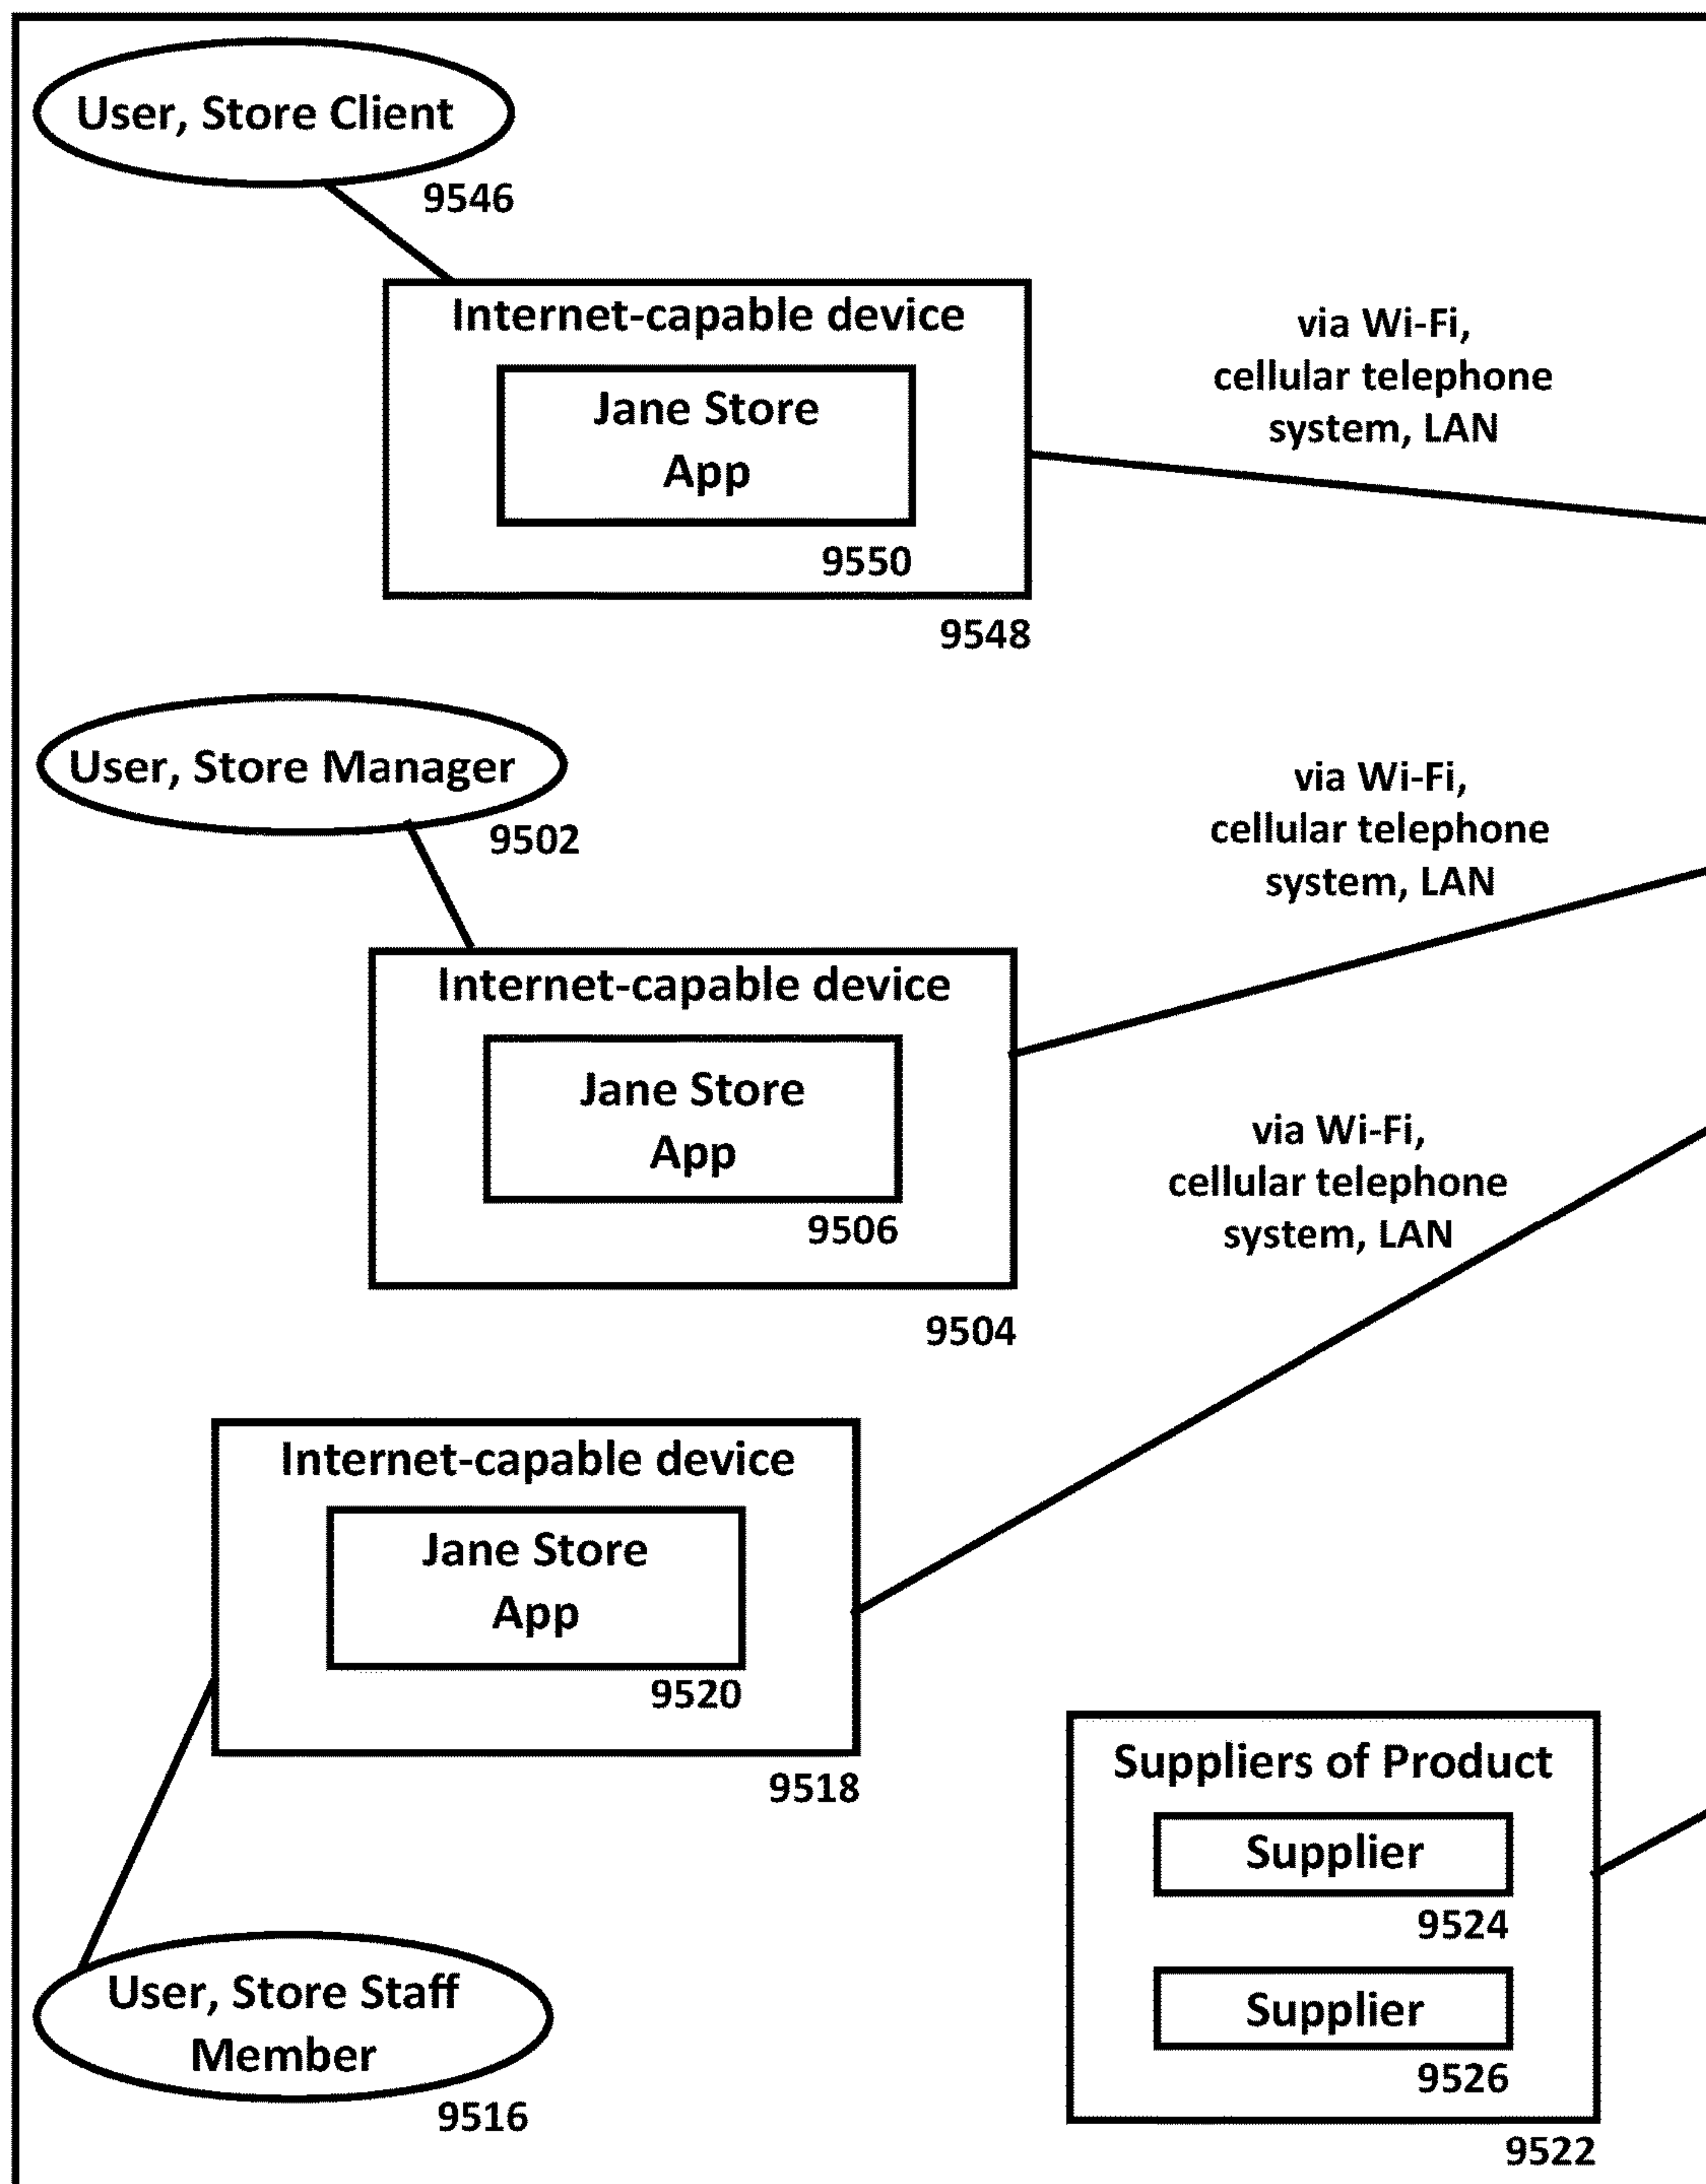 User, Store Client
9546
Internet-capable device
Jane Store
App
9550
9548
via Wi-Fi,
cellular telephone
system, LAN
User, Store Manager
9502
Internet-capable device
Jane Store
App
9506
9504
via Wi-Fi,
cellular telephone
system, LAN
via Wi-Fi,
cellular telephone
system, LAN
Internet-capable device
Jane Store
App
9520
9518
User, Store Staff
Member
9516
Suppliers of Product
Supplier
9524
Supplier
9526
9522